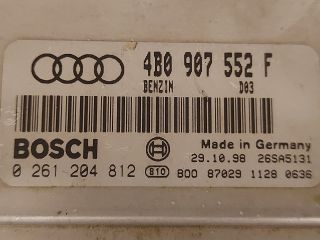 4B0 907 552 F
BENZIN D03
BOSCH
Made in Germany
29.10.98 26SA5131
0 261 204 812 810 800 87029 1128 0636